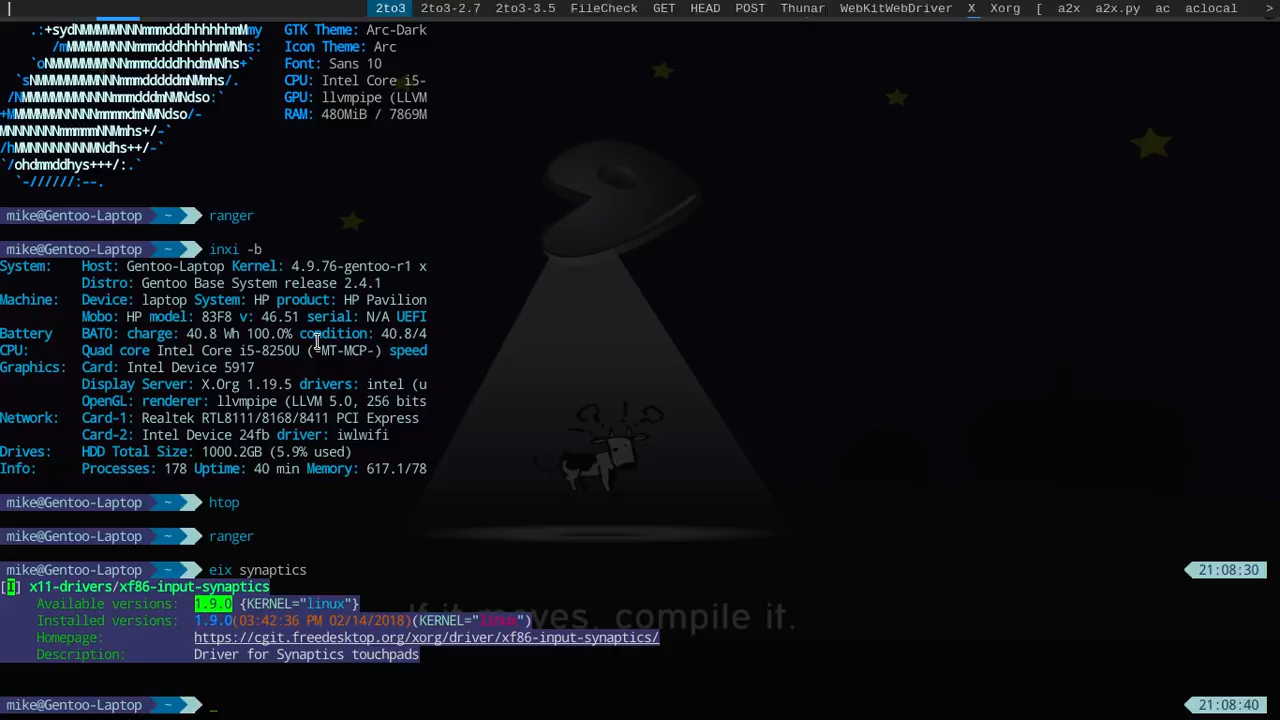 2to3 2to3-2.7 2to3-3.5 FileCheck GET HEAD POST Thunar WebKitWebDriver X Xorg [ a2x a2x.py ac aclocal >
.:+sydNMMMMMNNNmmmdddhhhhhhmMmy GTK Theme: Arc-Dark
/mMMMMMMNNNmmmdddhhhhhmMNhs: Icon Theme: Arc
`oNMMMMMMMNNNmmmddddhhdmMNhs+` Font: Sans 10
`sNMMMMMMMMNNNmmmdddddmNMmhs/. CPU: Intel Core i5-
/NMMMMMMMMNNNNmmmdddmNMNdso:` GPU: llvmpipe (LLVM
+MMMMMMMNNNNNmmmmdmNMNdso/- RAM: 480MiB / 7869M
MNNNNNNNmmmmmNNMmhs+/-`
/hMMNNNNNNNNMNdhs++/-`
`/ohdmmddhys+++/:.`
`-//////:--.
mike@Gentoo-Laptop ~ ranger
mike@Gentoo-Laptop ~ inxi -b
System: Host: Gentoo-Laptop Kernel: 4.9.76-gentoo-r1 x
Distro: Gentoo Base System release 2.4.1
Machine: Device: laptop System: HP product: HP Pavilion
Mobo: HP model: 83F8 v: 46.51 serial: N/A UEFI
Battery BAT0: charge: 40.8 Wh 100.0% condition: 40.8/4
CPU: Quad core Intel Core i5-8250U (-MT-MCP-) speed
Graphics: Card: Intel Device 5917
Display Server: X.Org 1.19.5 drivers: intel (u
OpenGL: renderer: llvmpipe (LLVM 5.0, 256 bits
Network: Card-1: Realtek RTL8111/8168/8411 PCI Express
Card-2: Intel Device 24fb driver: iwlwifi
Drives: HDD Total Size: 1000.2GB (5.9% used)
Info: Processes: 178 Uptime: 40 min Memory: 617.1/78
mike@Gentoo-Laptop ~ htop
mike@Gentoo-Laptop ~ ranger
mike@Gentoo-Laptop ~ eix synaptics 21:08:30
[I] x11-drivers/xf86-input-synaptics
Available versions: 1.9.0 {KERNEL="linux"}
Installed versions: 1.9.0(03:42:36 PM 02/14/2018)(KERNEL="linux")
If it moves, compile it.
Homepage: https://cgit.freedesktop.org/xorg/driver/xf86-input-synaptics/
Description: Driver for Synaptics touchpads
mike@Gentoo-Laptop ~ _ 21:08:40